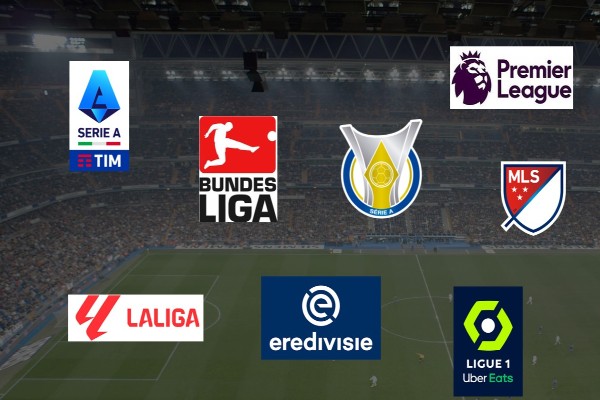 Premier
League
SERIE A
TIM
BUNDES
LIGA
SERIE A
MLS
LALIGA
eredivisie
LIGUE 1
Uber Eats